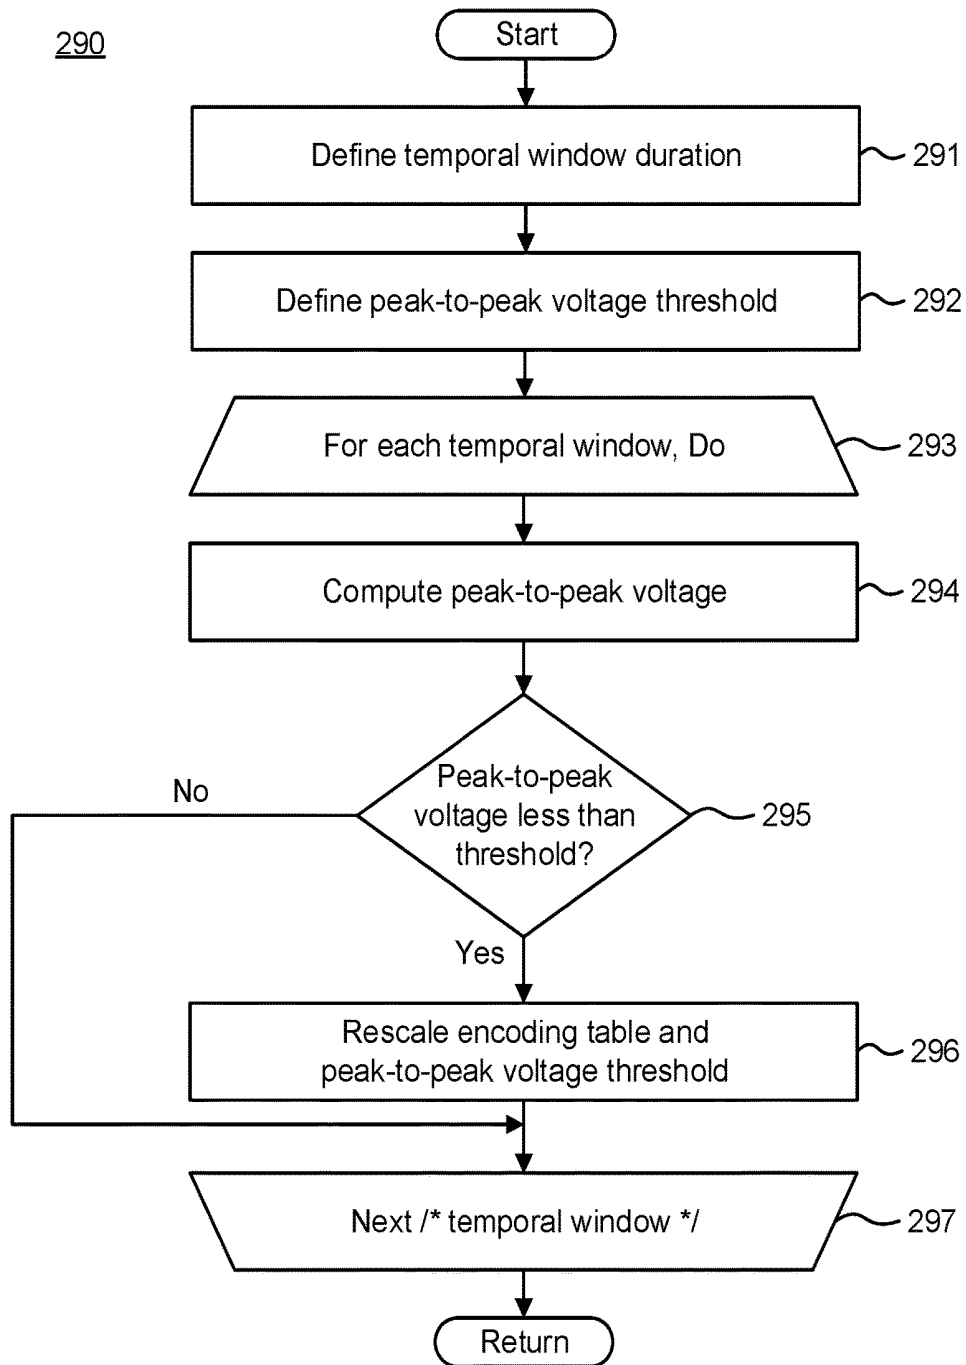 290
Start
Define temporal window duration
291
Define peak-to-peak voltage threshold
292
For each temporal window, Do
293
Compute peak-to-peak voltage
294
Peak-to-peak
voltage less than
threshold?
295
No
Yes
Rescale encoding table and
peak-to-peak voltage threshold
296
Next /* temporal window */
297
Return